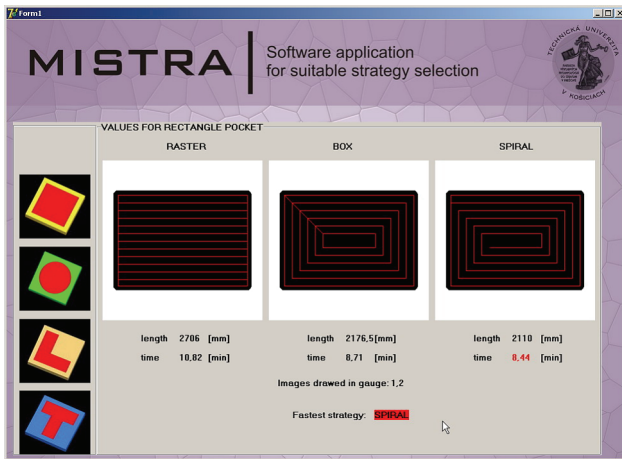 Form1
MISTRA
Software application
for suitable strategy selection
TECHNICKÁ UNIVERZITA
V KOŠICIACH
VALUES FOR RECTANGLE POCKET
RASTER BOX SPIRAL
length 2706 [mm] length 2176,5[mm] length 2110 [mm]
time 10,82 [min] time 8,71 [min] time 8,44 [min]
Images drawed in gauge: 1,2
Fastest strategy: SPIRAL